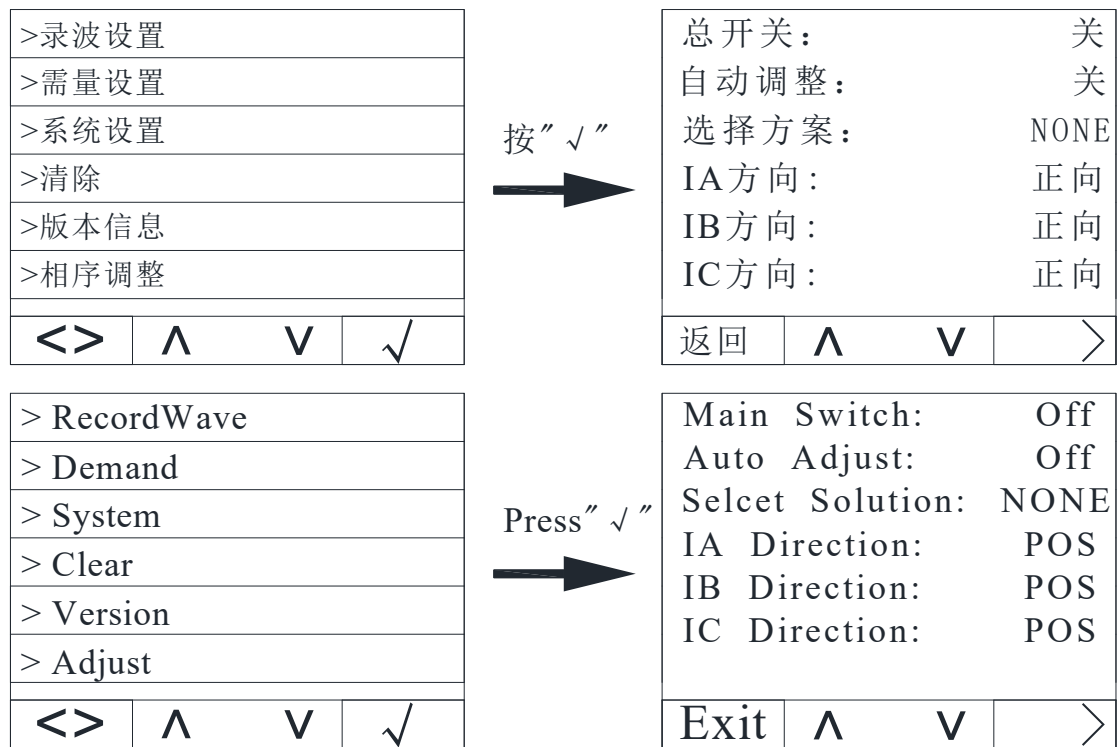 >录波设置
>需量设置
>系统设置
>清除
>版本信息
>相序调整
<> ∧ ∨ √
按″√″
总开关： 关
自动调整： 关
选择方案： NONE
IA方向: 正向
IB方向: 正向
IC方向: 正向
返回 ∧ ∨ >
> RecordWave
> Demand
> System
> Clear
> Version
> Adjust
<> ∧ ∨ √
Press″√″
Main Switch: Off
Auto Adjust: Off
Selcet Solution: NONE
IA Direction: POS
IB Direction: POS
IC Direction: POS
Exit ∧ ∨ >